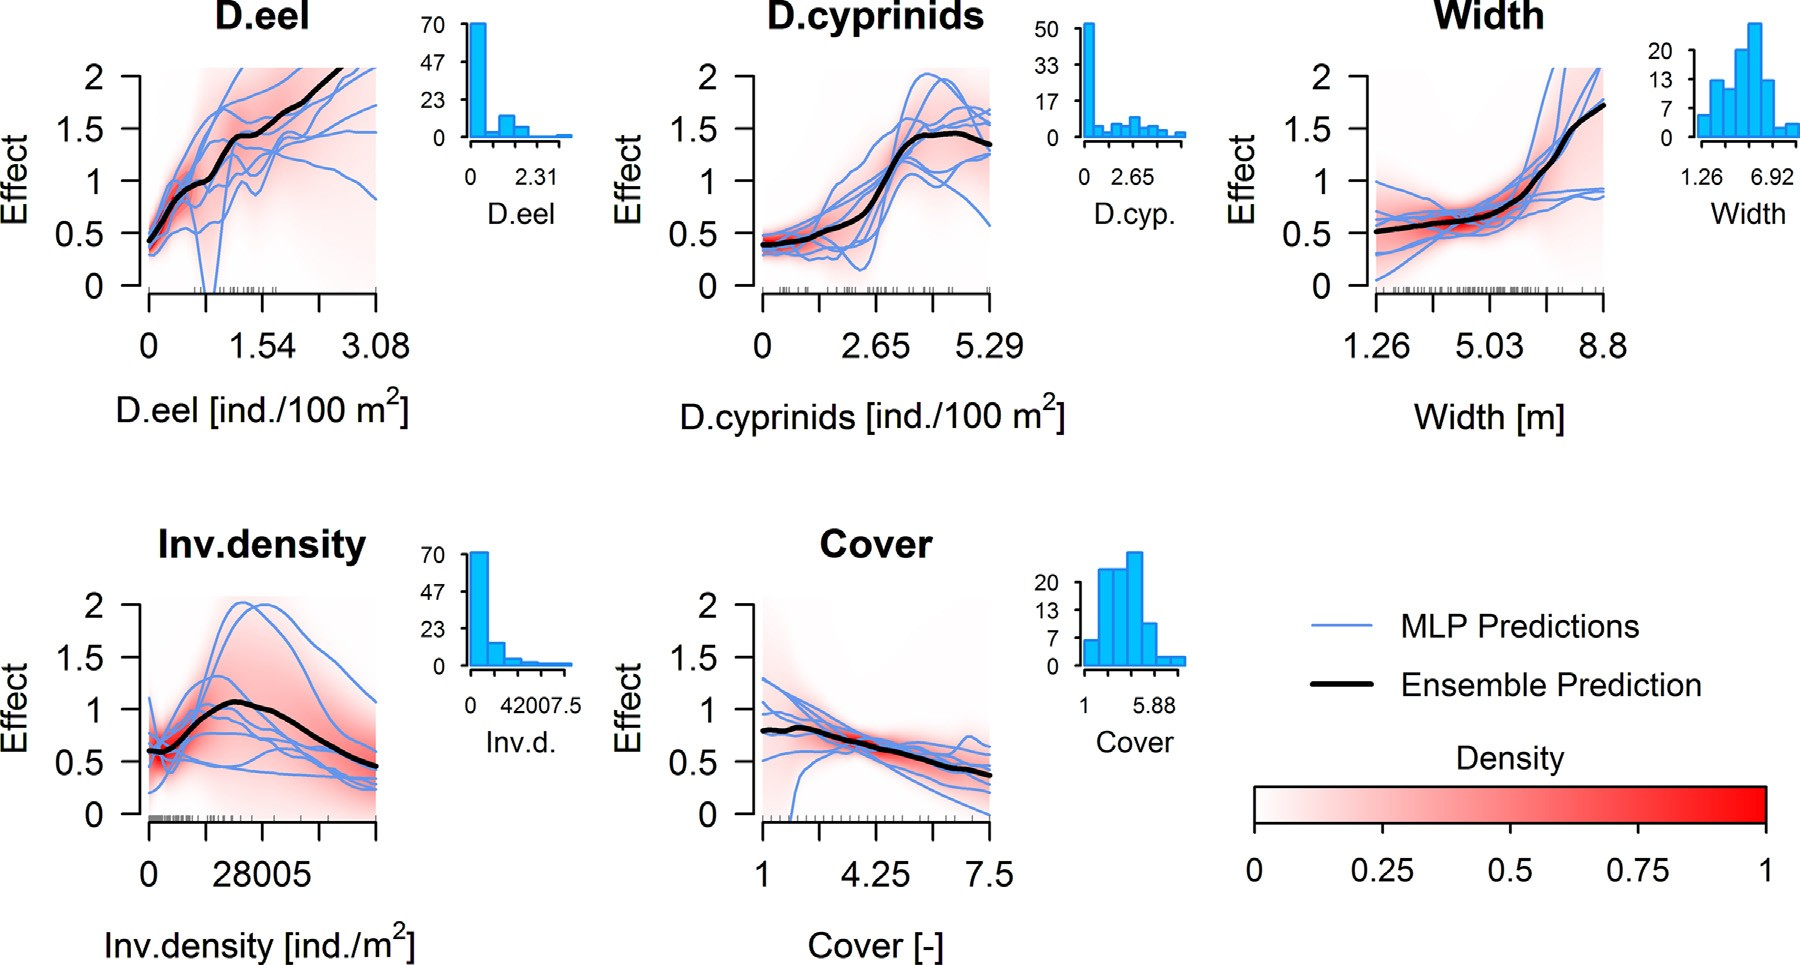 D.eel
2
1.5
1
0.5
0
Effect
0 1.54 3.08
D.eel [ind./100 m2]
70
47
23
0
0 2.31
D.eel
D.cyprinids
2
1.5
1
0.5
0
Effect
0 2.65 5.29
D.cyprinids [ind./100 m2]
50
33
17
0
0 2.65
D.cyp.
Width
2
1.5
1
0.5
0
Effect
1.26 5.03 8.8
Width [m]
20
13
7
0
1.26 6.92
Width
Inv.density
2
1.5
1
0.5
0
Effect
0 28005
Inv.density [ind./m2]
70
47
23
0
0 42007.5
Inv.d.
Cover
2
1.5
1
0.5
0
Effect
1 4.25 7.5
Cover [-]
20
13
7
0
1 5.88
Cover
MLP Predictions
Ensemble Prediction
Density
0 0.25 0.5 0.75 1